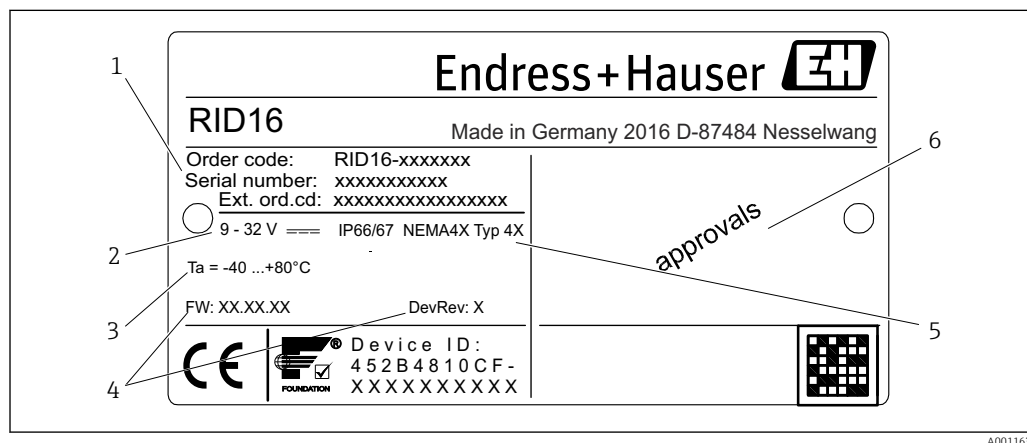 1
Endress+Hauser EH
RID16
Made in Germany 2016 D-87484 Nesselwang
6
Order code: RID16-xxxxxxx
Serial number: xxxxxxxxxxx
Ext. ord.cd: xxxxxxxxxxxxxxxxx
approvals
2
9 - 32 V IP66/67 NEMA4X Typ 4X
-
Ta = -40 ...+80°C
3
FW: XX.XX.XX DevRev: X
5
4
CE
FOUNDATION
®
Device ID:
452B4810CF-
XXXXXXXXXX